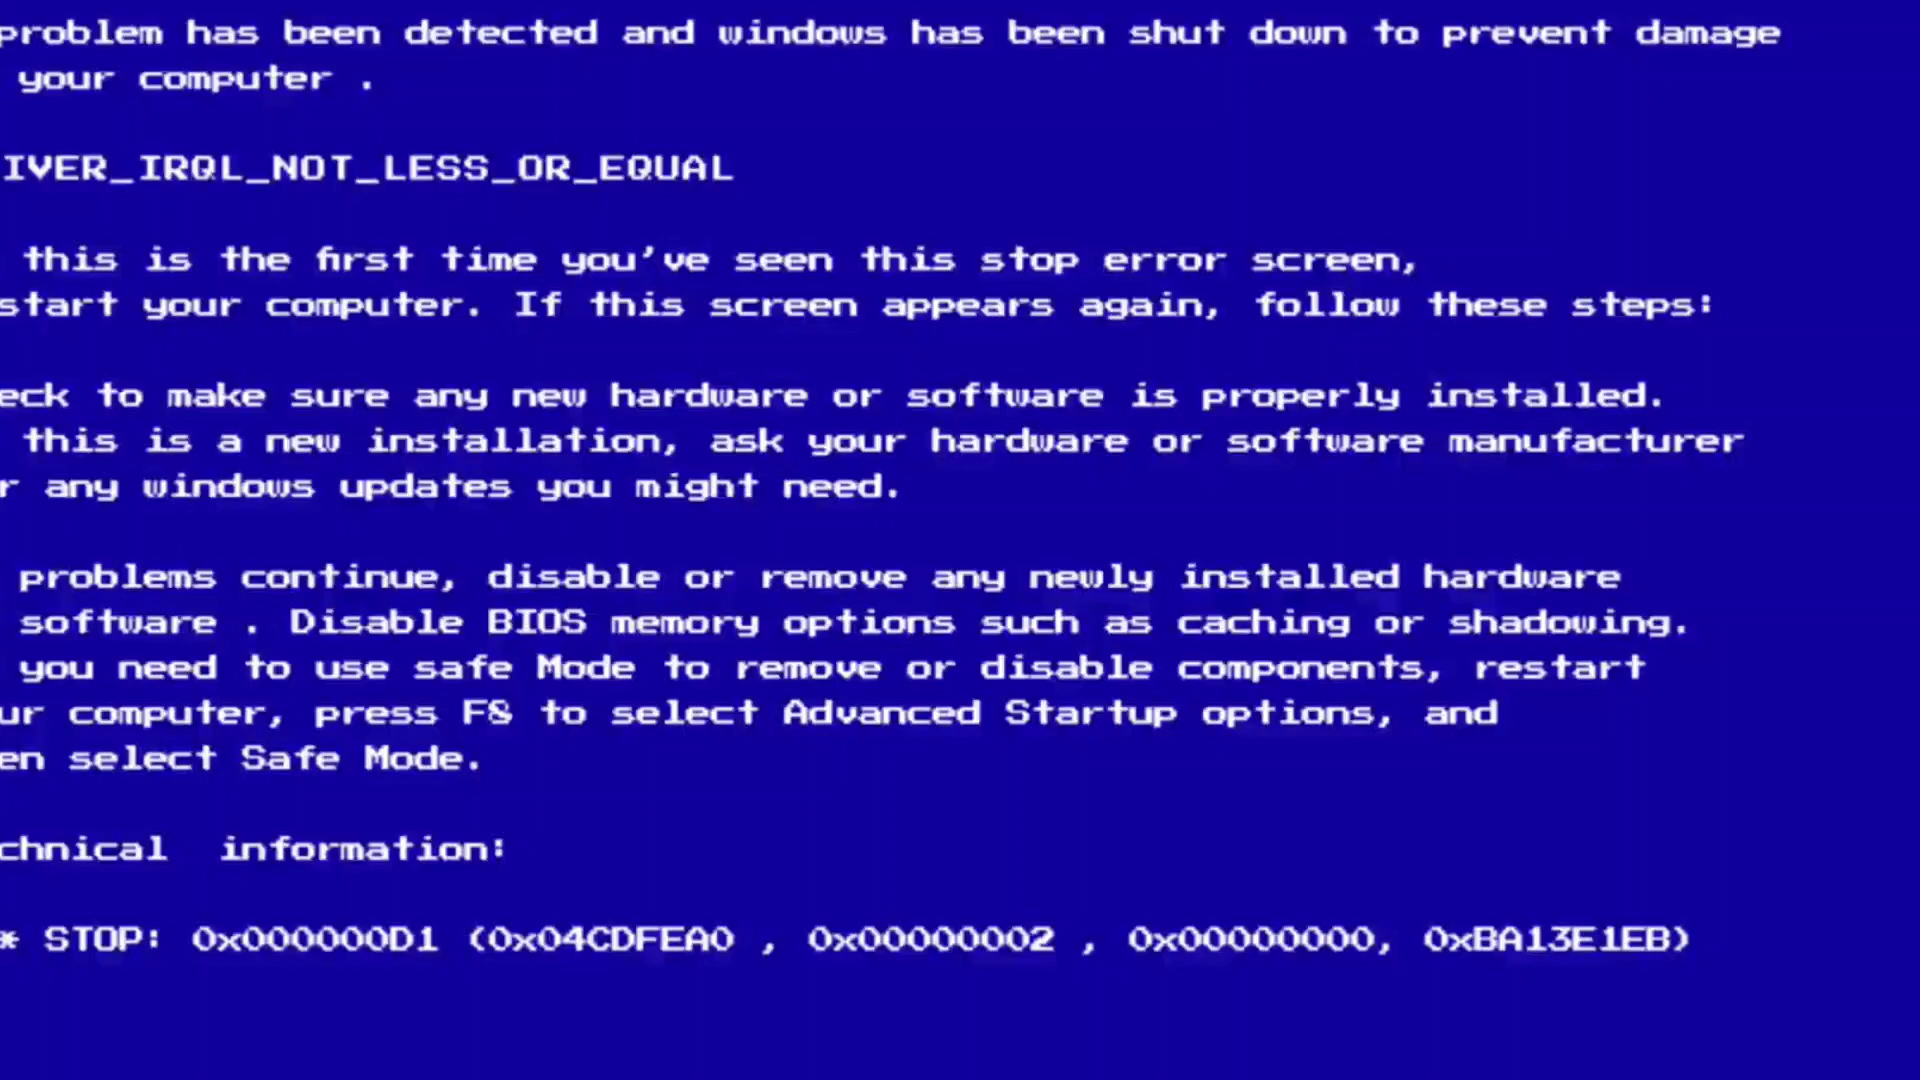 problem has been detected and windows has been shut down to prevent damage
your computer .
IVER_IRQL_NOT_LESS_OR_EQUAL
this is the first time you've seen this stop error screen,
start your computer. If this screen appears again, follow these steps:
eck to make sure any new hardware or software is properly installed.
this is a new installation, ask your hardware or software manufacturer
r any windows updates you might need.
problems continue, disable or remove any newly installed hardware
software . Disable BIOS memory options such as caching or shadowing.
you need to use safe Mode to remove or disable components, restart
ur computer, press F8 to select Advanced Startup options, and
en select Safe Mode.
chnical information:
* STOP: 0x000000D1 (0x04CDFEA0 , 0x00000002 , 0x00000000, 0xBA13E1EB)